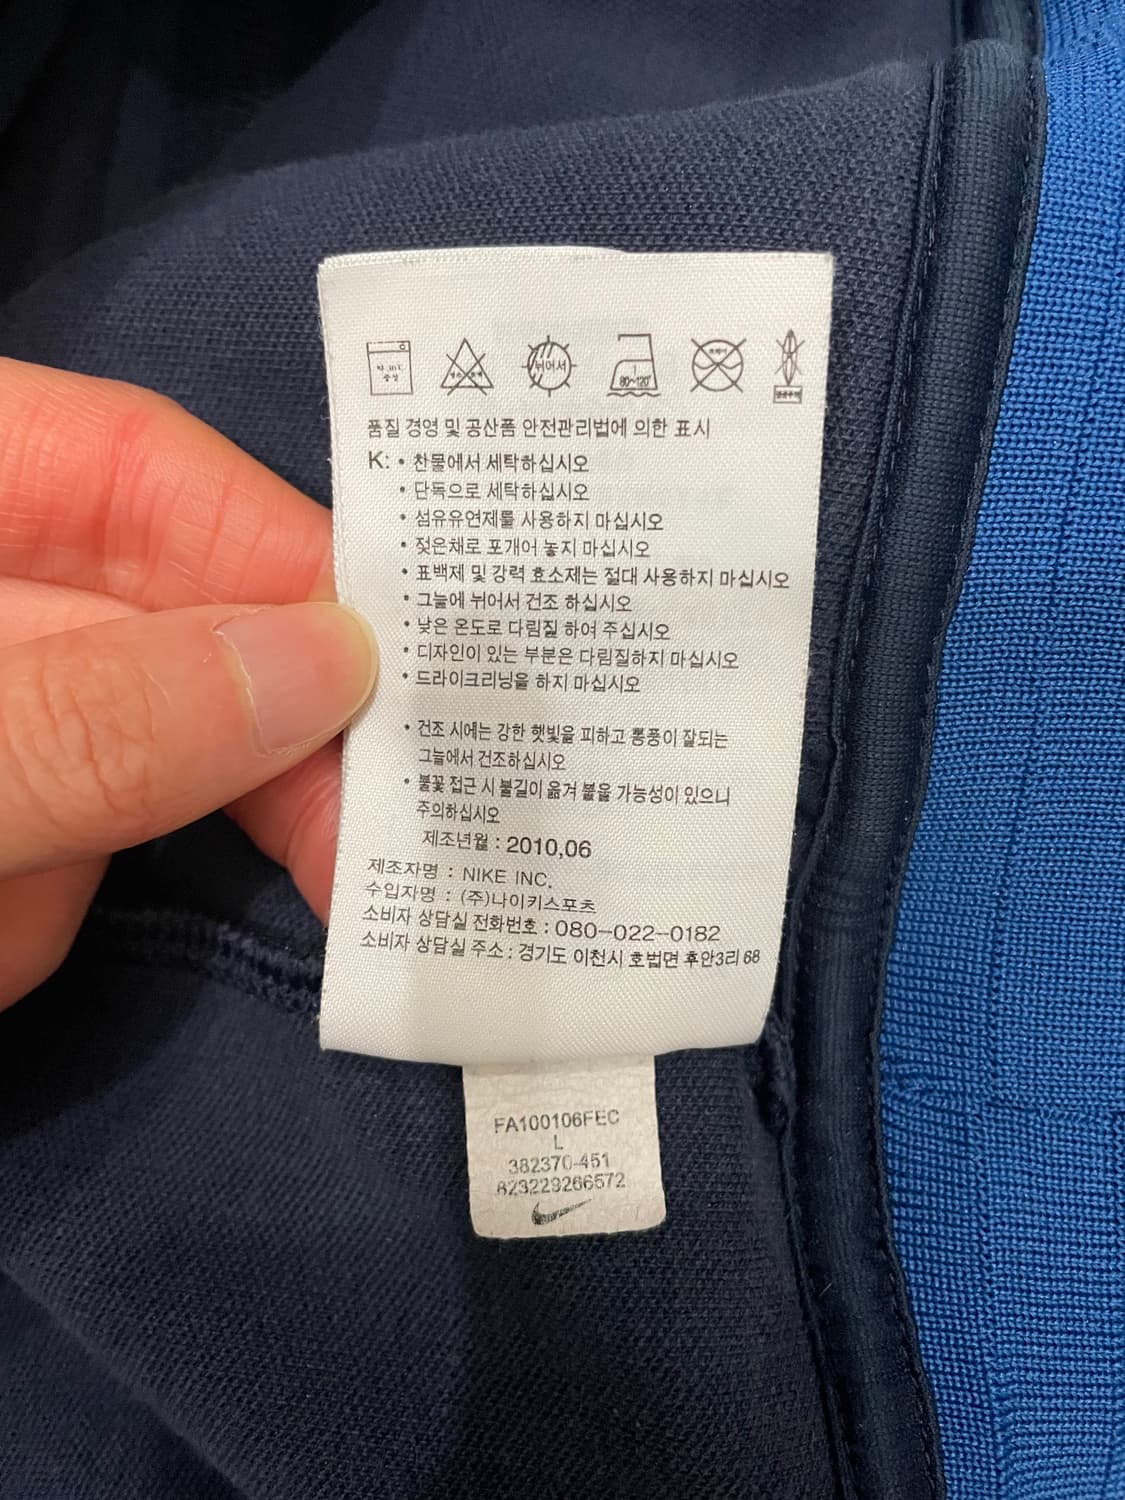 뉘어서
80~120°
품질 경영 및 공산품 안전관리법에 의한 표시
K: • 찬물에서 세탁하십시오
• 단독으로 세탁하십시오
• 섬유유연제를 사용하지 마십시오
• 젖은채로 포개어 놓지 마십시오
• 표백제 및 강력 효소제는 절대 사용하지 마십시오
• 그늘에 뉘어서 건조 하십시오
• 낮은 온도로 다림질 하여 주십시오
• 디자인이 있는 부분은 다림질하지 마십시오
• 드라이크리닝을 하지 마십시오
• 건조 시에는 강한 햇빛을 피하고 통풍이 잘되는
그늘에서 건조하십시오
• 불꽃 접근 시 불길이 옮겨 붙을 가능성이 있으니
주의하십시오
제조년월 : 2010,06
제조자명 : NIKE INC.
수입자명 : (주)나이키스포츠
소비자 상담실 전화번호 : 080-022-0182
소비자 상담실 주소 : 경기도 이천시 호법면 후안3리 68
FA100106FEC
L
382370-451
823229266572